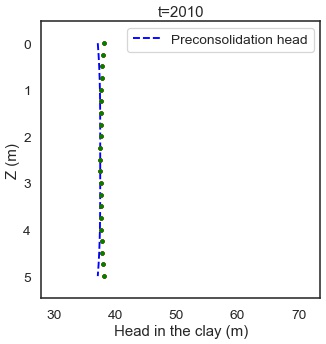 t=2010
Preconsolidation head
0
1
2
3
4
5
Z (m)
30 40 50 60 70
Head in the clay (m)